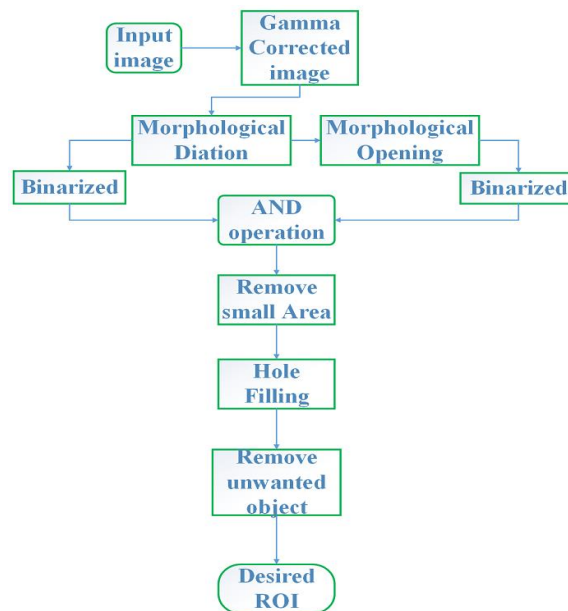 Input
image
Gamma
Corrected
image
Morphological
Diation
Morphological
Opening
Binarized
Binarized
AND
operation
Remove
small Area
Hole
Filling
Remove
unwanted
object
Desired
ROI